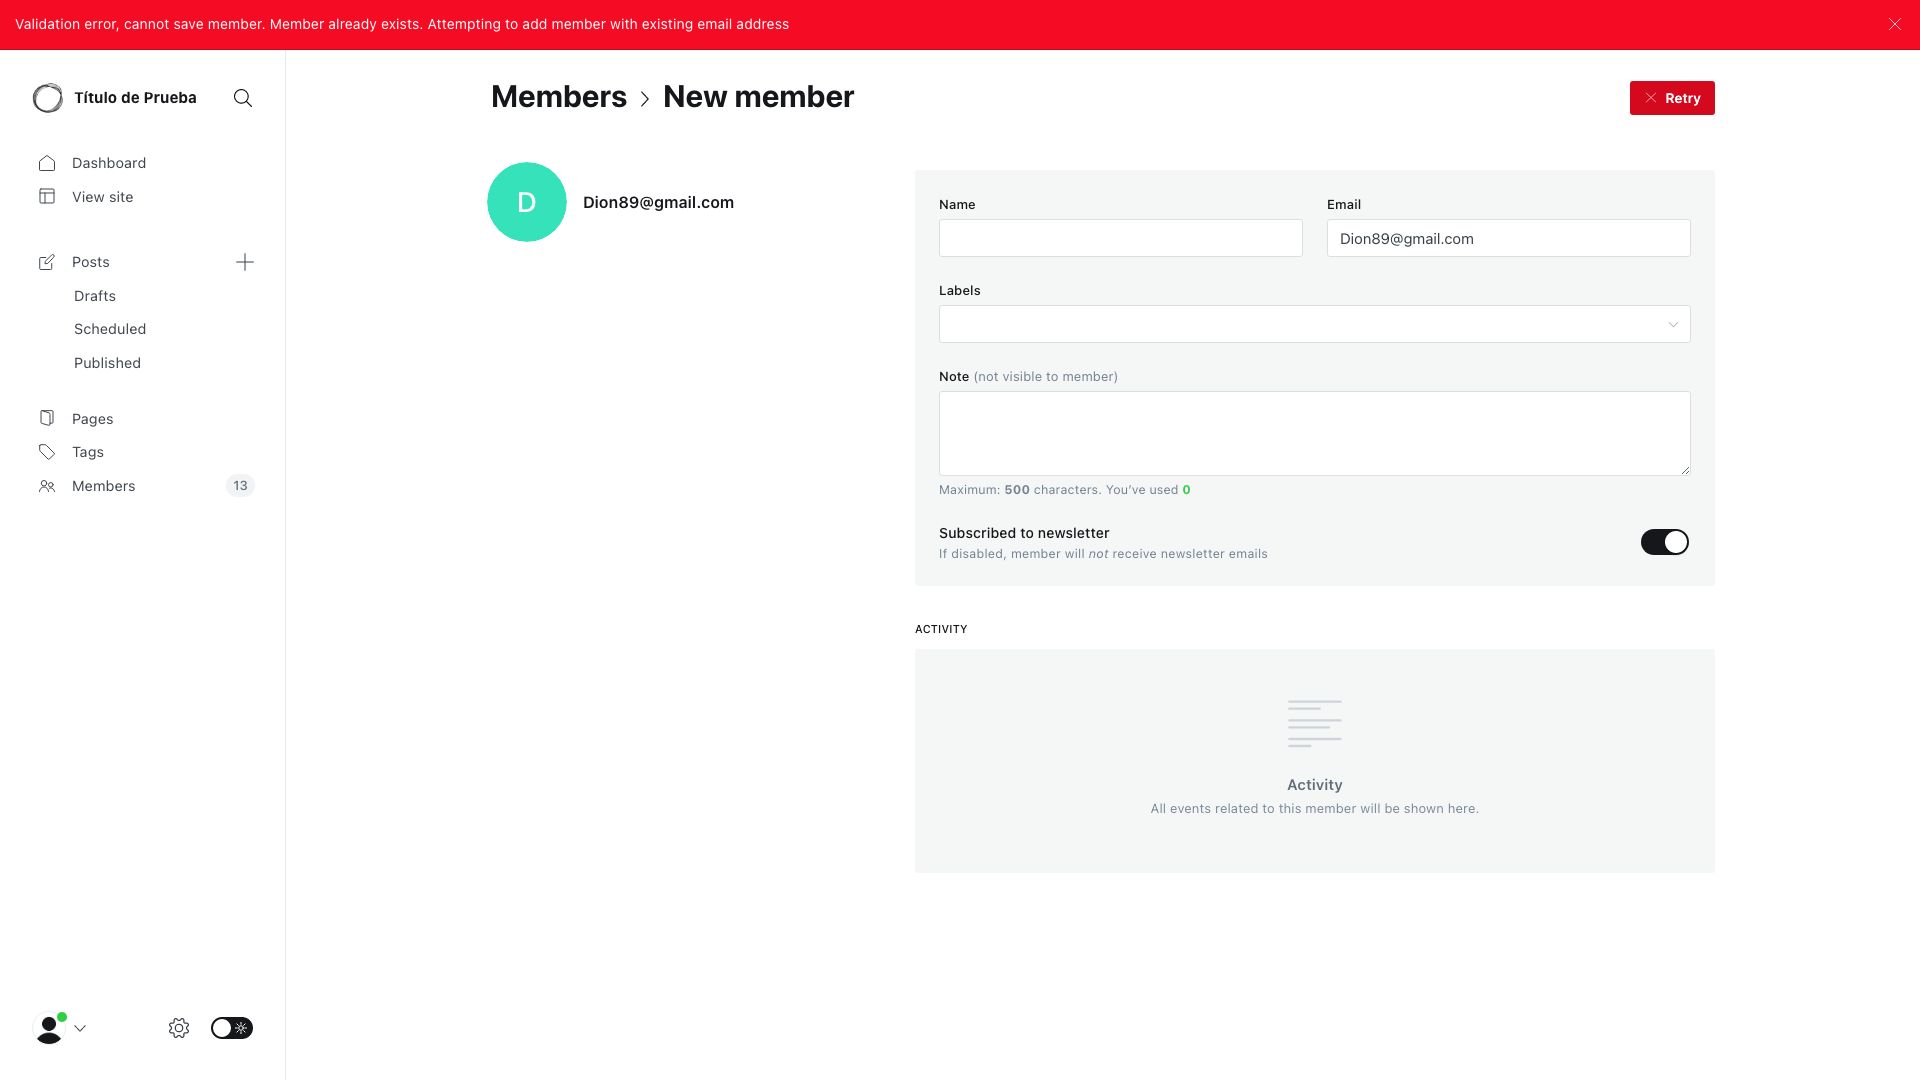 Validation error, cannot save member. Member already exists. Attempting to add member with existing email address
Título de Prueba
Dashboard
View site
Posts
Drafts
Scheduled
Published
Pages
Tags
Members 13
Members > New member
Retry
D
Dion89@gmail.com
Name
Email
Dion89@gmail.com
Labels
Note (not visible to member)
Maximum: 500 characters. You’ve used 0
Subscribed to newsletter
If disabled, member will not receive newsletter emails
ACTIVITY
Activity
All events related to this member will be shown here.